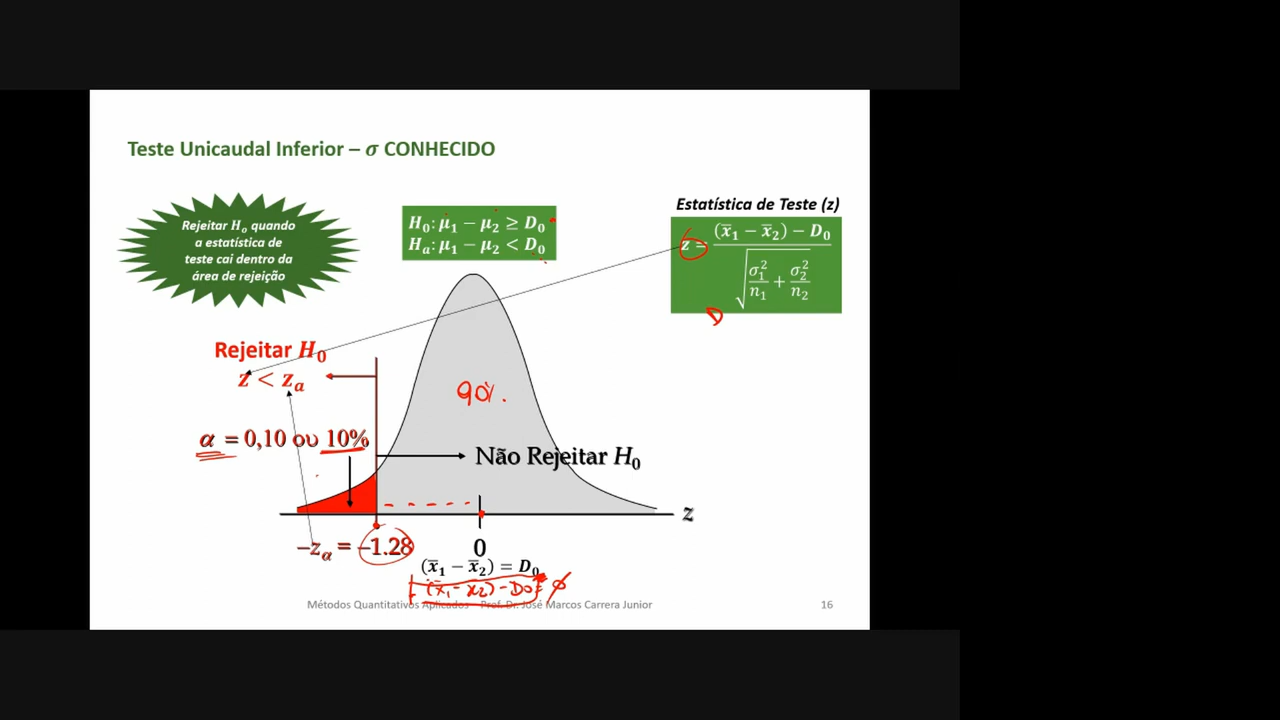 Teste Unicaudal Inferior – σ CONHECIDO
Rejeitar H₀ quando
a estatística de
teste cai dentro da
área de rejeição
H₀: μ₁ − μ₂ ≥ D₀
Hₐ: μ₁ − μ₂ < D₀
Estatística de Teste (z)
z = (x̄₁ − x̄₂) − D₀
√ σ₁²/n₁ + σ₂²/n₂
D
Rejeitar H₀
z < zₐ
90%.
α = 0,10 ou 10%
Não Rejeitar H₀
z
–zα = –1.28
0
(x̄₁ − x̄₂) = D₀
(x̄₁ - x̄₂) - D0 = ∅
Métodos Quantitativos Aplicados – Prof. Dr. José Marcos Carrera Junior
16